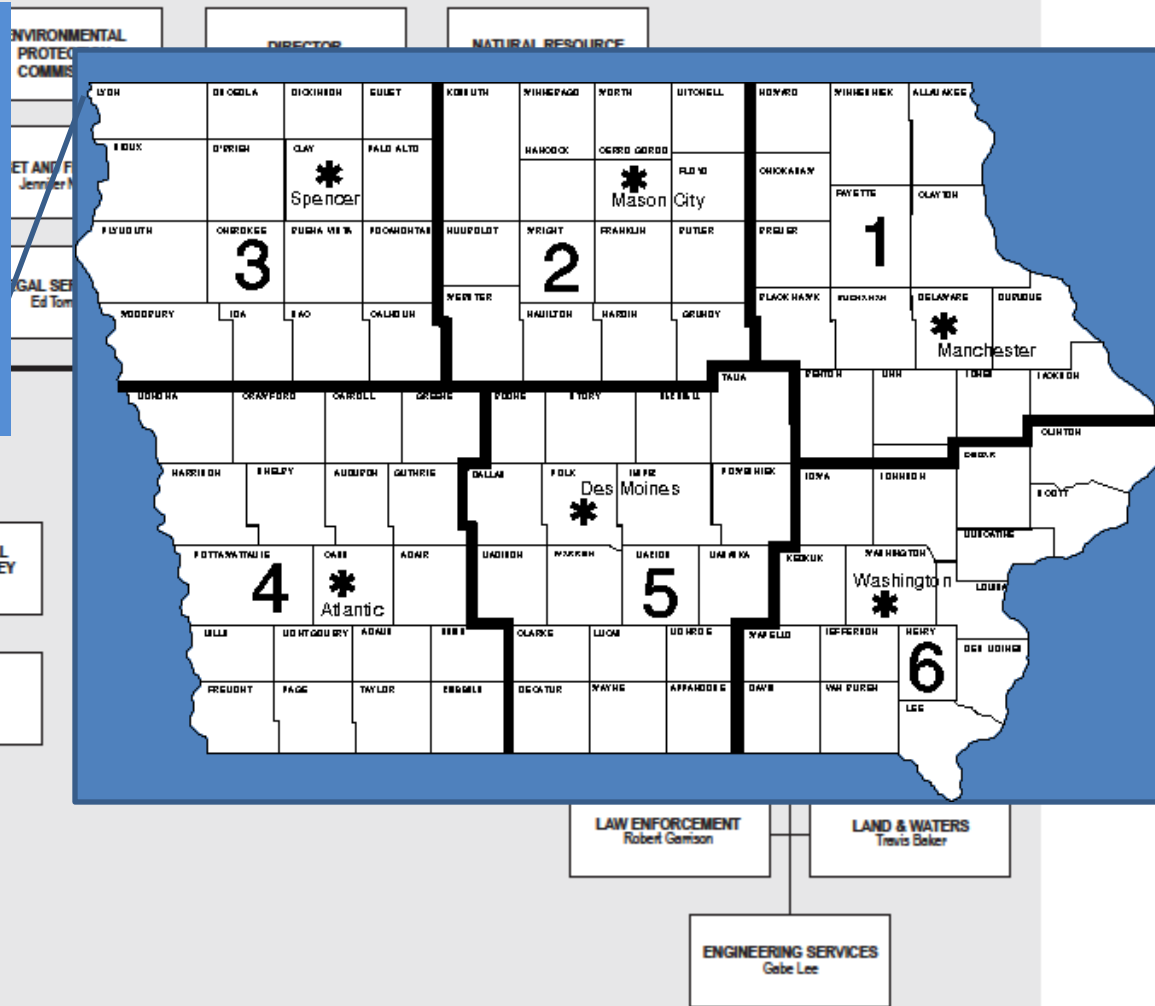 NVIRONMENTAL
PROTEC
COMMIS
DIRECTOR
NATURAL RESOURCE
ET AND F
Jennifer
GAL SE
Ed Tom
L
EY
LYON OSCEOLA DICKINSON EMMET KOSSUTH WINNEBAGO WORTH MITCHELL HOWARD WINNESHIEK ALLAMAKEE
SIOUX O'BRIEN CLAY PALO ALTO HANCOCK CERRO GORDO FLOYD CHICKASAW FAYETTE CLAYTON
Spencer
Mason City
PLYMOUTH CHEROKEE BUENA VISTA POCAHONTAS HUMBOLDT WRIGHT FRANKLIN BUTLER BREMER
3
2
1
WOODBURY IDA SAC CALHOUN WEBSTER HAMILTON HARDIN GRUNDY BLACK HAWK BUCHANAN DELAWARE DUBUQUE
Manchester
MONONA CRAWFORD CARROLL GREENE BOONE STORY MARSHALL TAMA BENTON LINN JONES JACKSON
CLINTON
HARRISON SHELBY AUDUBON GUTHRIE DALLAS POLK JASPER POWESHIEK IOWA JOHNSON CEDAR
SCOTT
Des Moines
MUSCATINE
POTTAWATTAMIE CASS ADAIR MADISON WARREN MARION MAHASKA KEOKUK WASHINGTON
LOUISA
4
Atlantic
5
Washington
MILLS MONTGOMERY ADAMS UNION CLARKE LUCAS MONROE WAPELLO JEFFERSON HENRY DES MOINES
6
FREMONT PAGE TAYLOR RINGGOLD DECATUR WAYNE APPANOOSE DAVIS VAN BUREN LEE
LAW ENFORCEMENT
Robert Garrison
LAND & WATERS
Travis Baker
ENGINEERING SERVICES
Gabe Lee